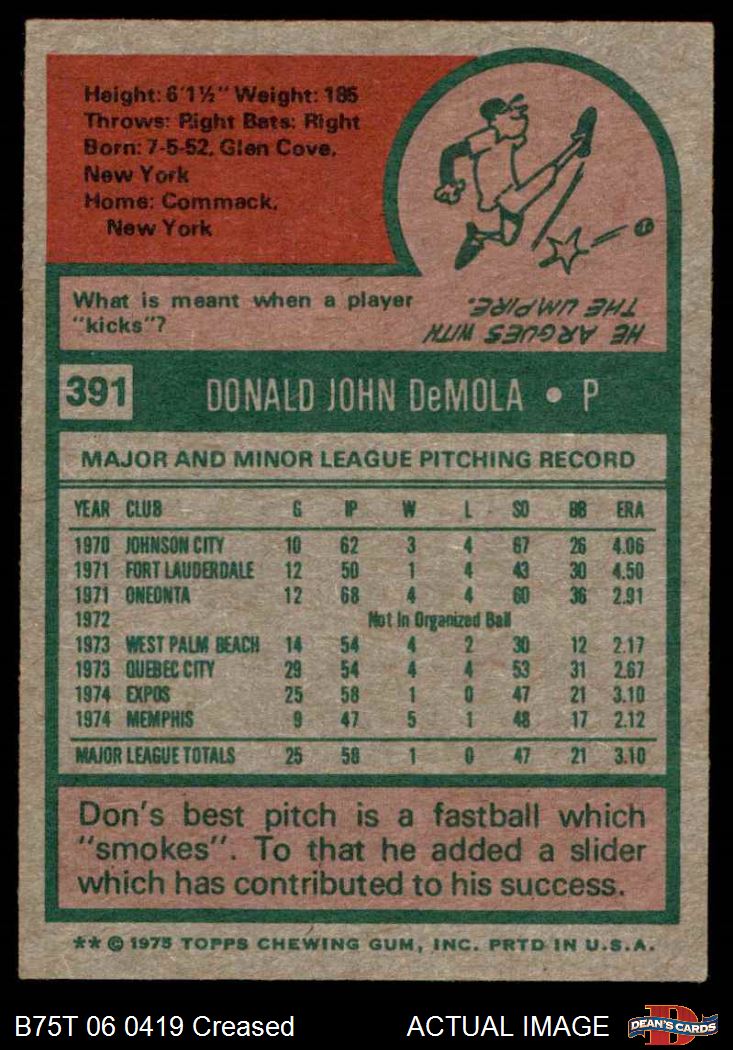 Height: 6'1½" Weight: 185
Throws: Right Bats: Right
Born: 7-5-52, Glen Cove,
New York
Home: Commack,
New York
What is meant when a player
"kicks"?
HE ARGUES WITH
THE UMPIRE.
391 DONALD JOHN DeMOLA • P
MAJOR AND MINOR LEAGUE PITCHING RECORD
YEAR CLUB G IP W L SO BB ERA
1970 JOHNSON CITY 10 62 3 4 67 26 4.06
1971 FORT LAUDERDALE 12 50 1 4 43 30 4.50
1971 ONEONTA 12 68 4 4 60 36 2.91
1972 Not In Organized Ball
1973 WEST PALM BEACH 14 54 4 2 30 12 2.17
1973 QUEBEC CITY 29 54 4 4 53 31 2.67
1974 EXPOS 25 58 1 0 47 21 3.10
1974 MEMPHIS 9 47 5 1 48 17 2.12
MAJOR LEAGUE TOTALS 25 58 1 0 47 21 3.10
Don's best pitch is a fastball which
"smokes". To that he added a slider
which has contributed to his success.
** © 1975 TOPPS CHEWING GUM, INC. PRTD IN U.S.A.
B75T 06 0419 Creased ACTUAL IMAGE
DEAN'S CARDS